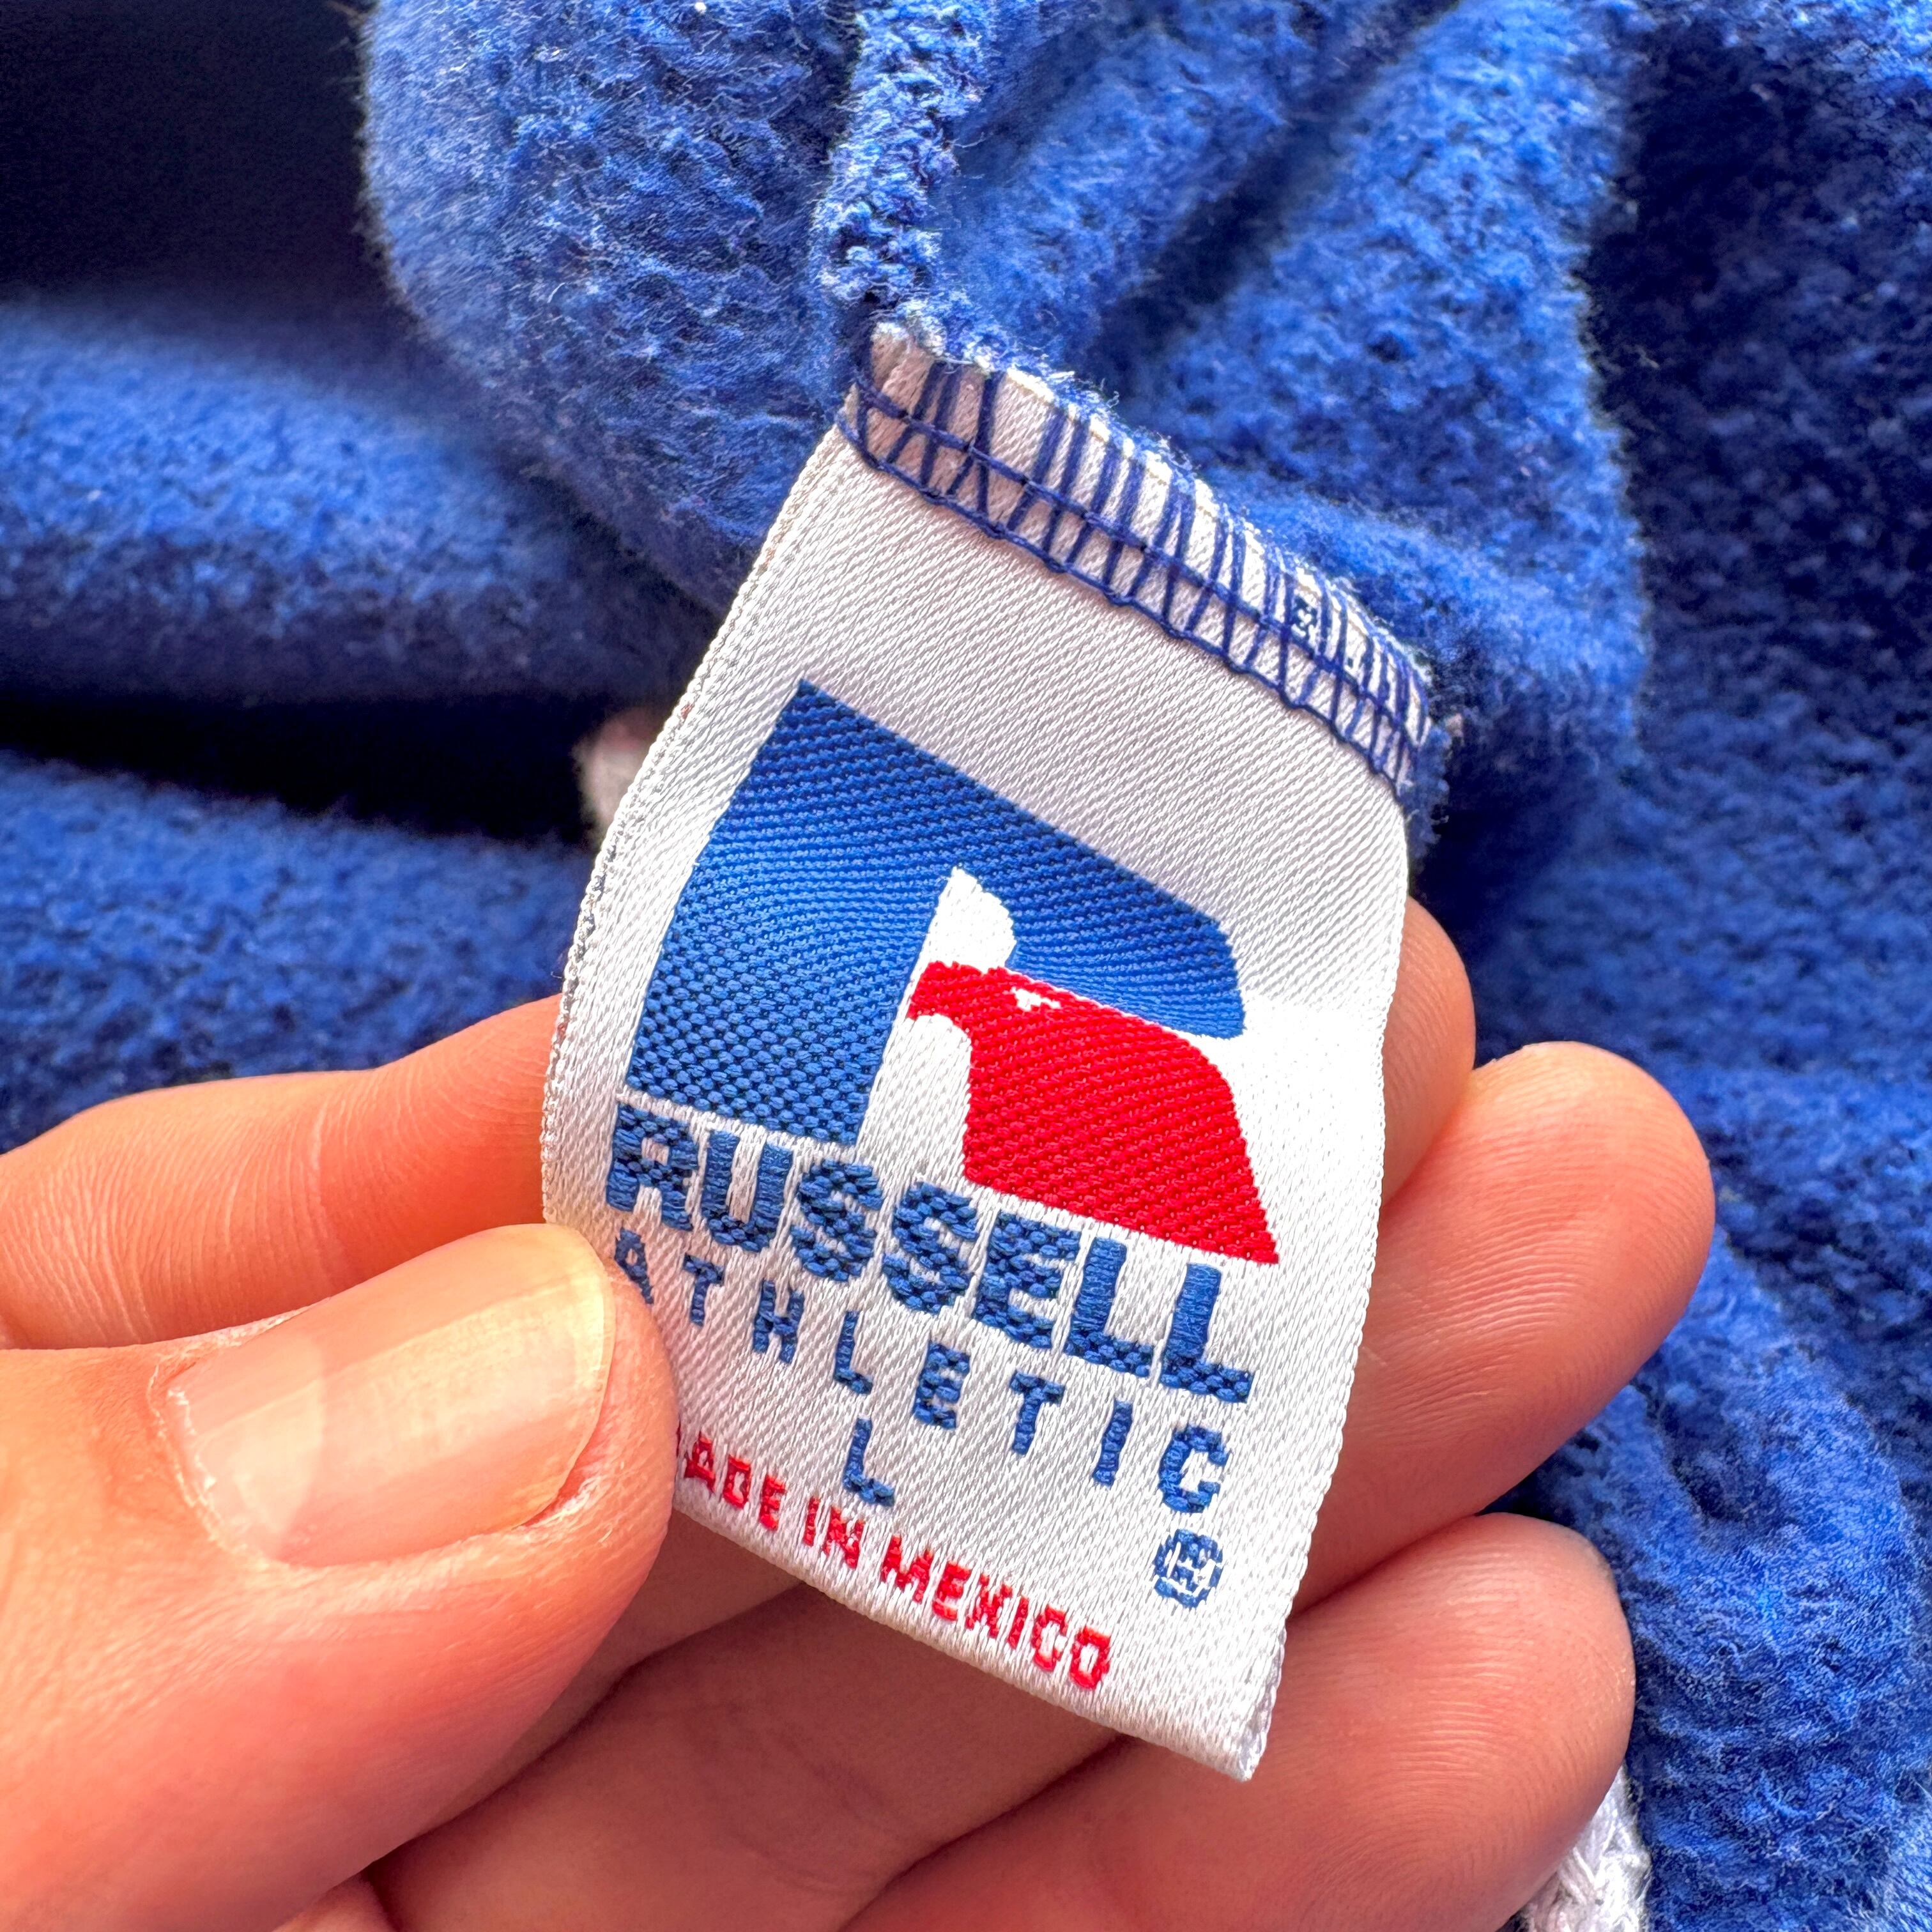 RUSSELL
ATHLETIC
®
L
MADE IN MEXICO